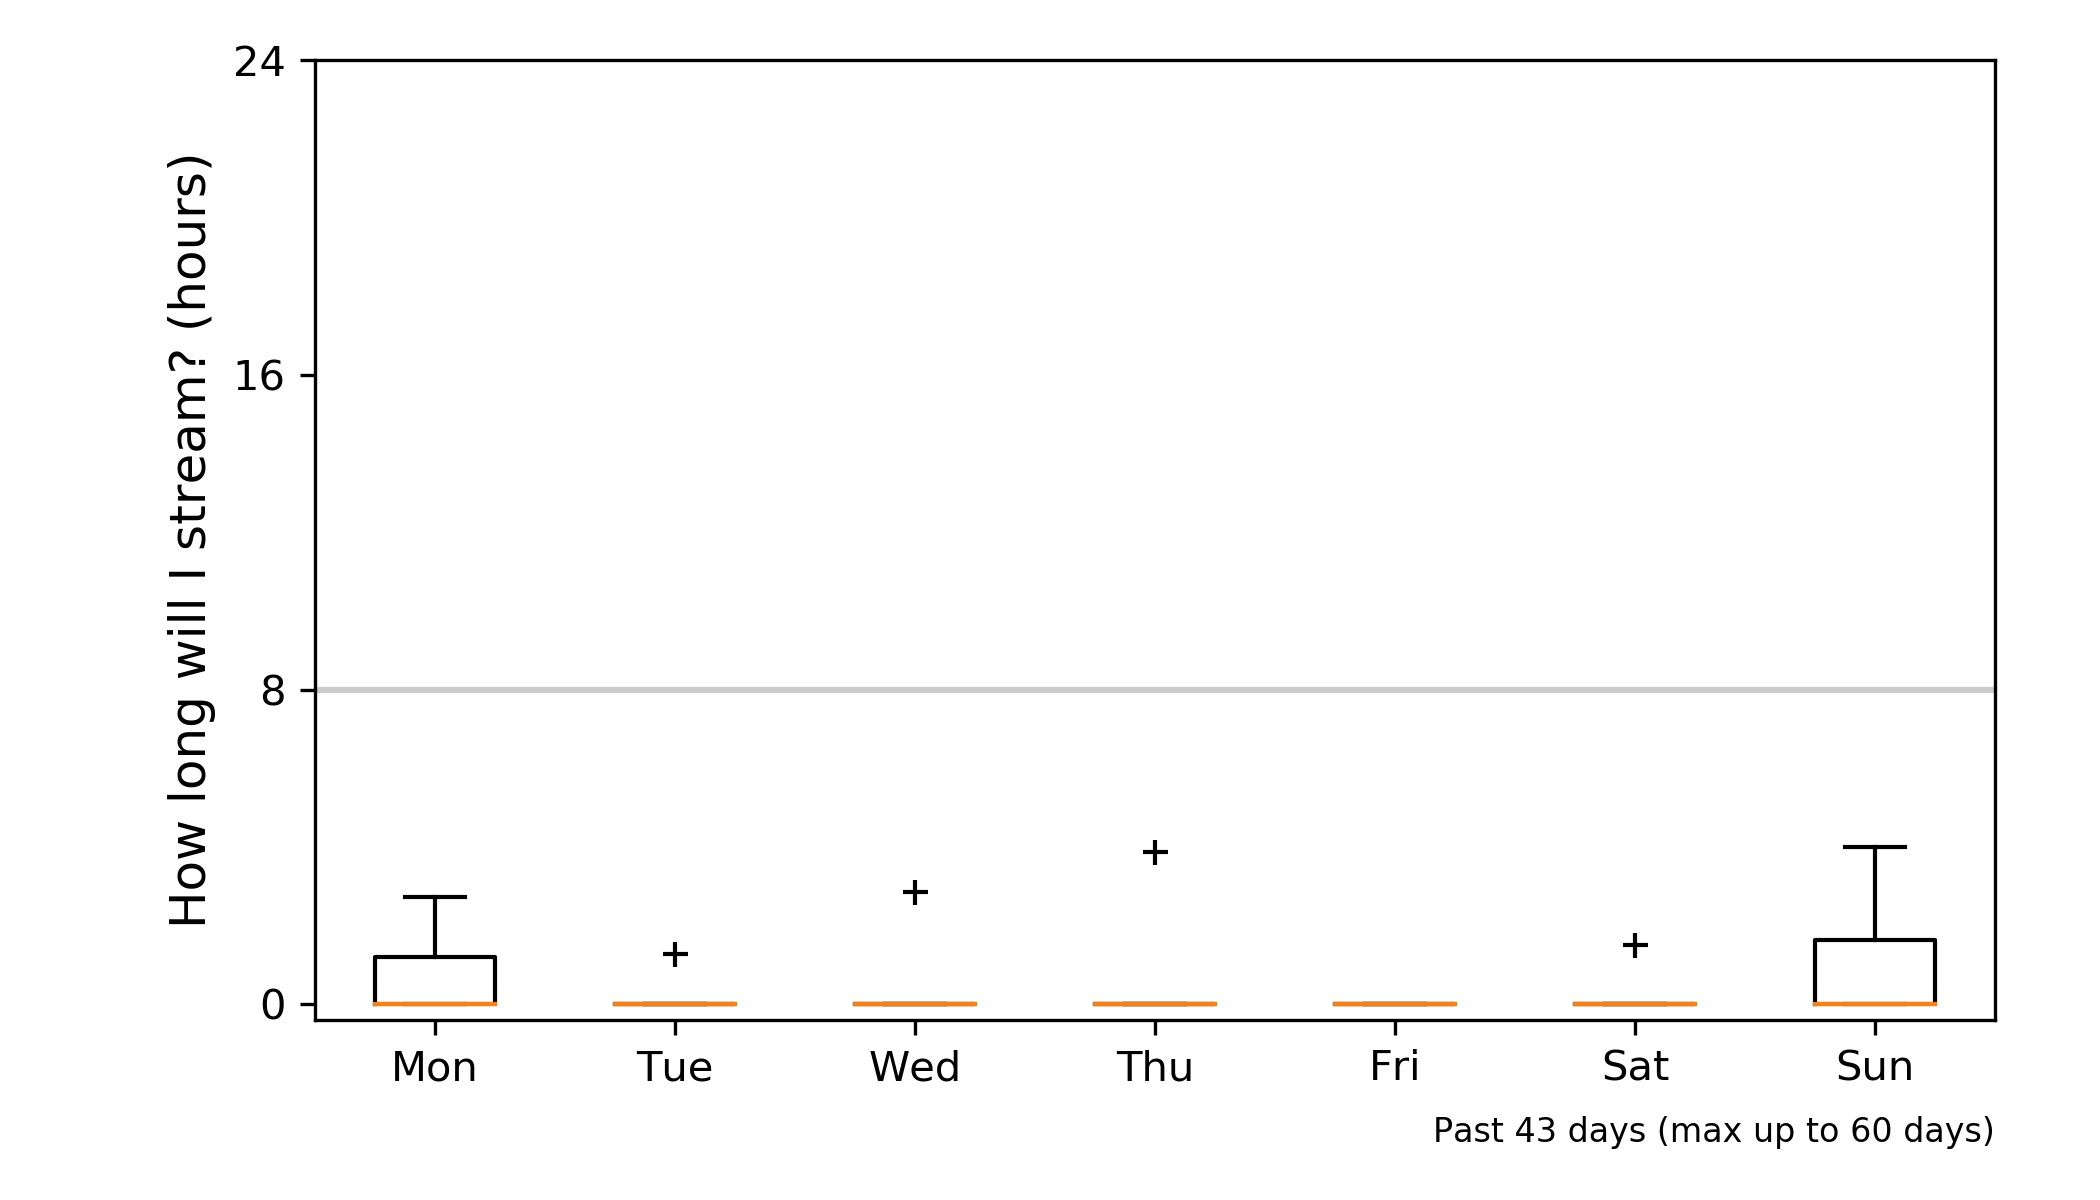 How long will I stream? (hours)
24
16
8
0
Mon Tue Wed Thu Fri Sat Sun
Past 43 days (max up to 60 days)